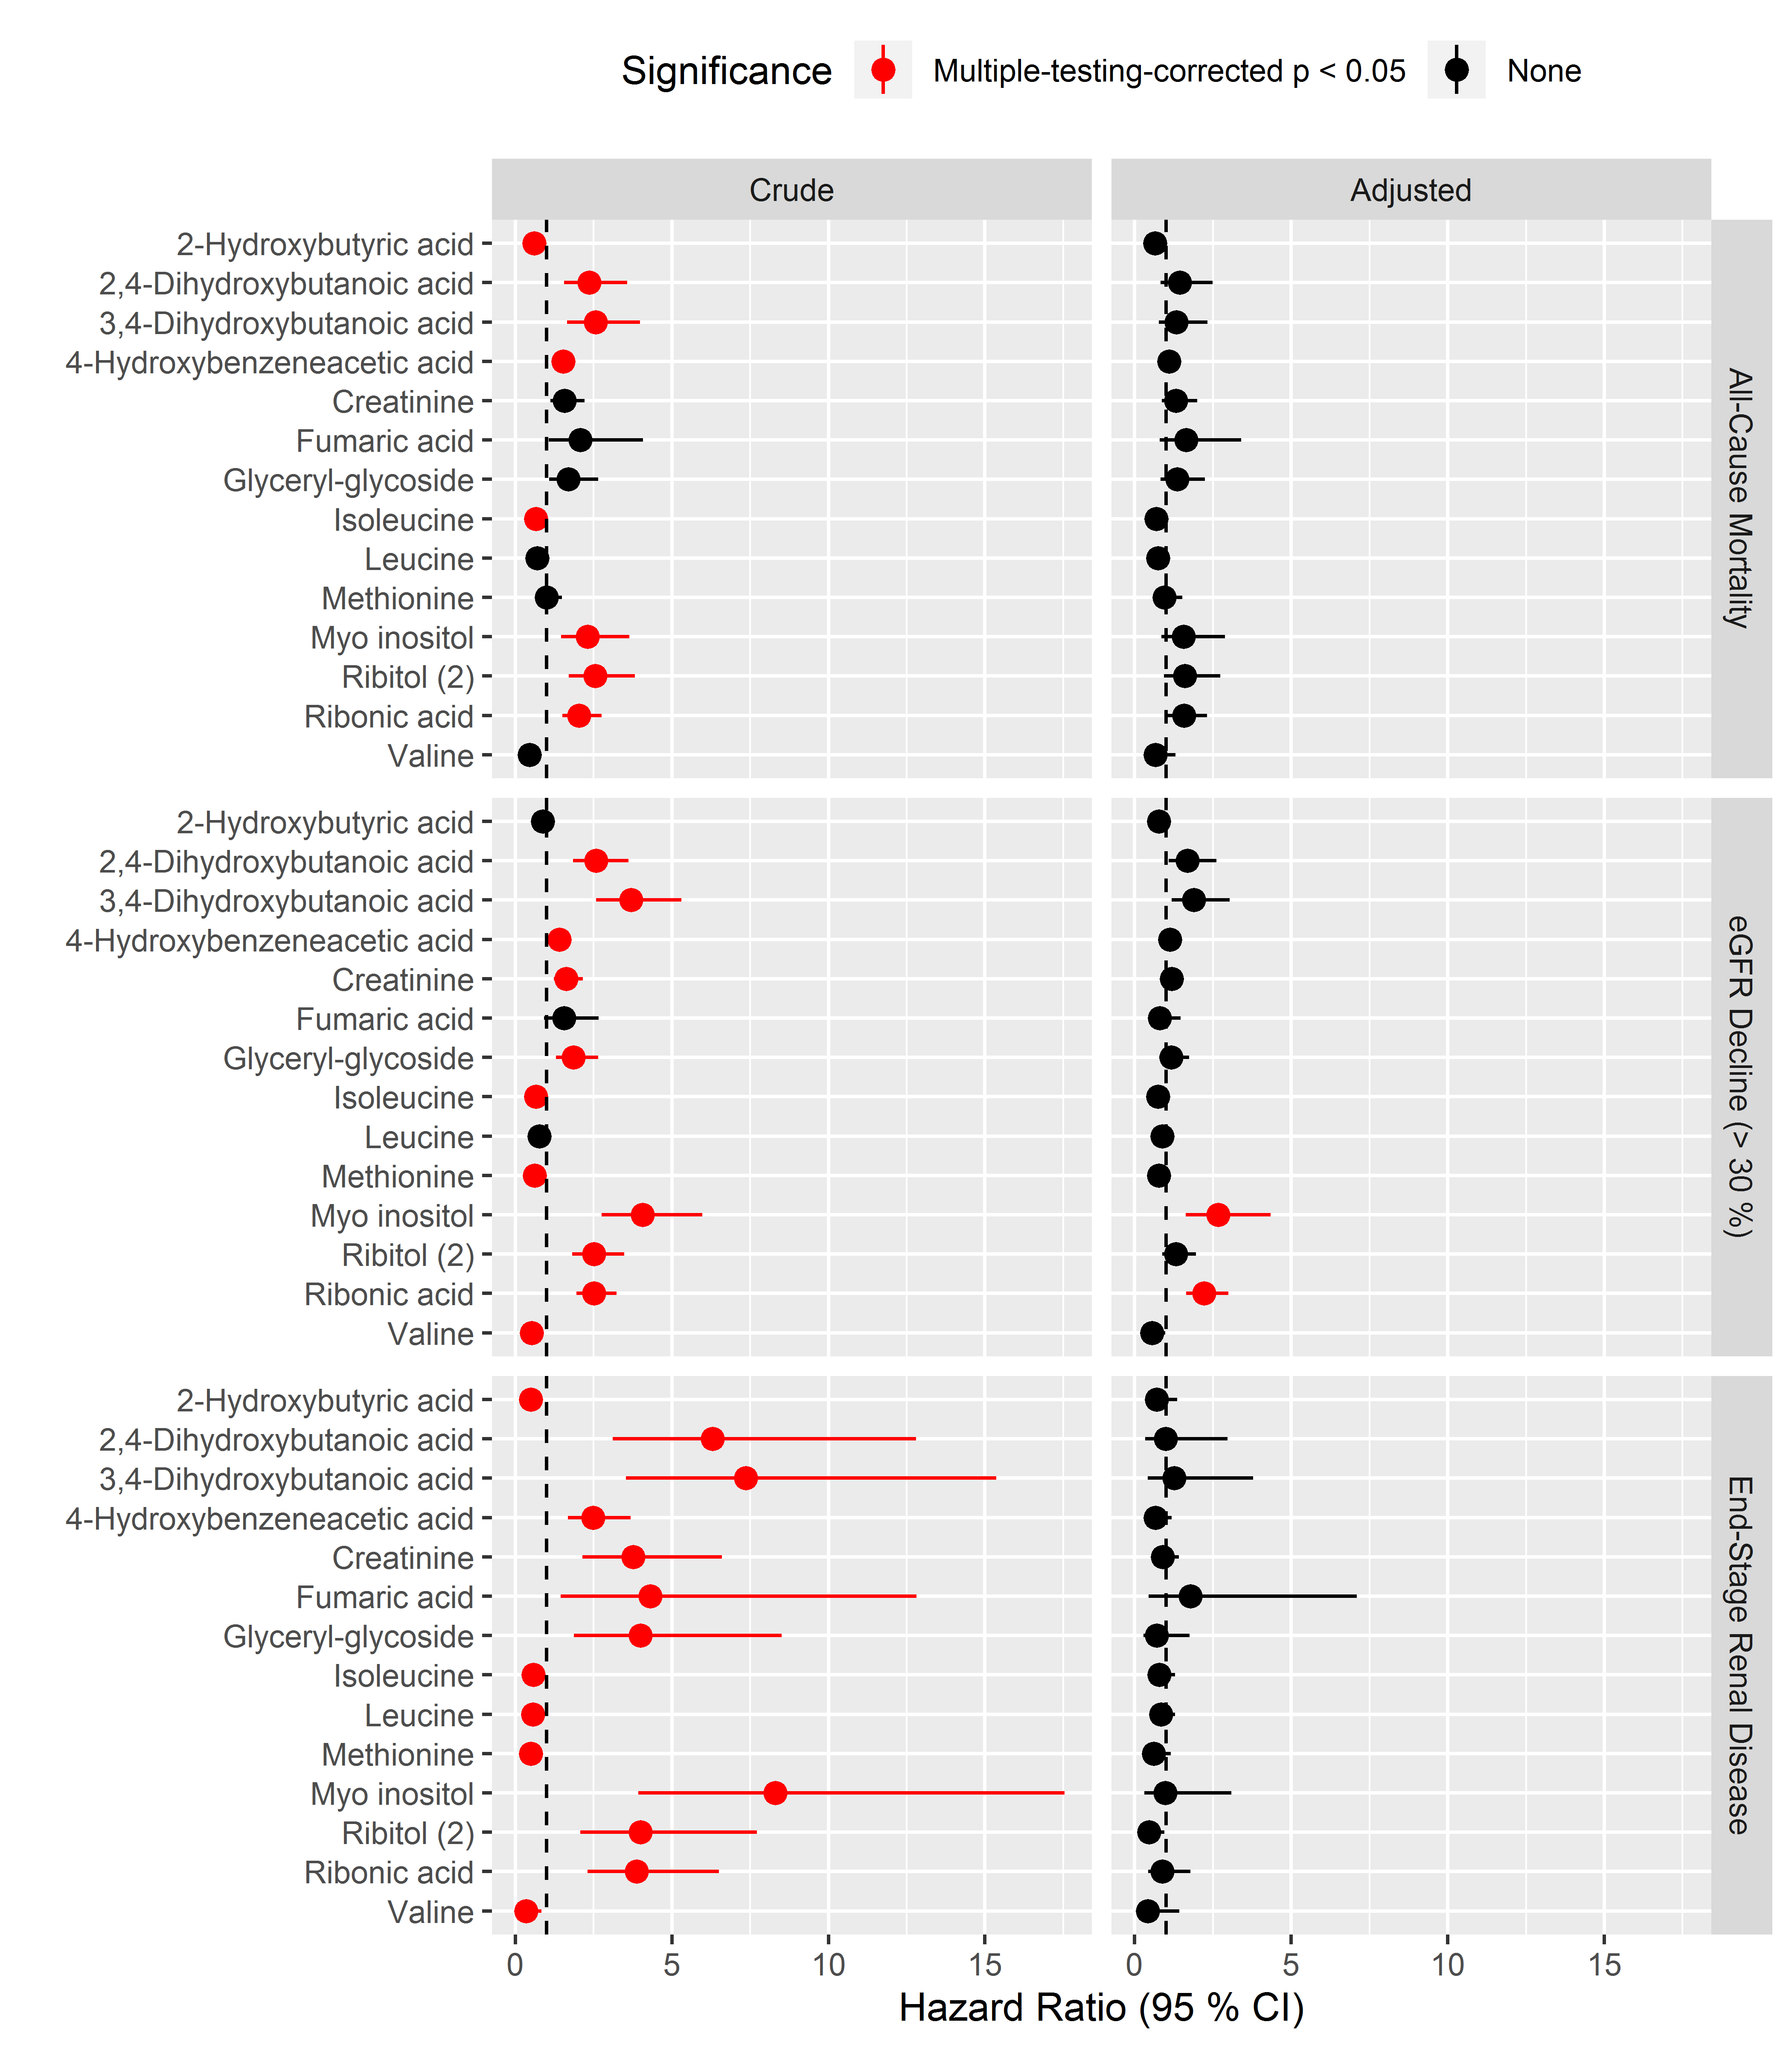 Significance Multiple-testing-corrected p < 0.05 None
Crude Adjusted
2-Hydroxybutyric acid
2,4-Dihydroxybutanoic acid
3,4-Dihydroxybutanoic acid
4-Hydroxybenzeneacetic acid
Creatinine
Fumaric acid
Glyceryl-glycoside
Isoleucine
Leucine
Methionine
Myo inositol
Ribitol (2)
Ribonic acid
Valine
All-Cause Mortality
2-Hydroxybutyric acid
2,4-Dihydroxybutanoic acid
3,4-Dihydroxybutanoic acid
4-Hydroxybenzeneacetic acid
Creatinine
Fumaric acid
Glyceryl-glycoside
Isoleucine
Leucine
Methionine
Myo inositol
Ribitol (2)
Ribonic acid
Valine
eGFR Decline (> 30 %)
2-Hydroxybutyric acid
2,4-Dihydroxybutanoic acid
3,4-Dihydroxybutanoic acid
4-Hydroxybenzeneacetic acid
Creatinine
Fumaric acid
Glyceryl-glycoside
Isoleucine
Leucine
Methionine
Myo inositol
Ribitol (2)
Ribonic acid
Valine
End-Stage Renal Disease
0 5 10 15 0 5 10 15
Hazard Ratio (95 % CI)